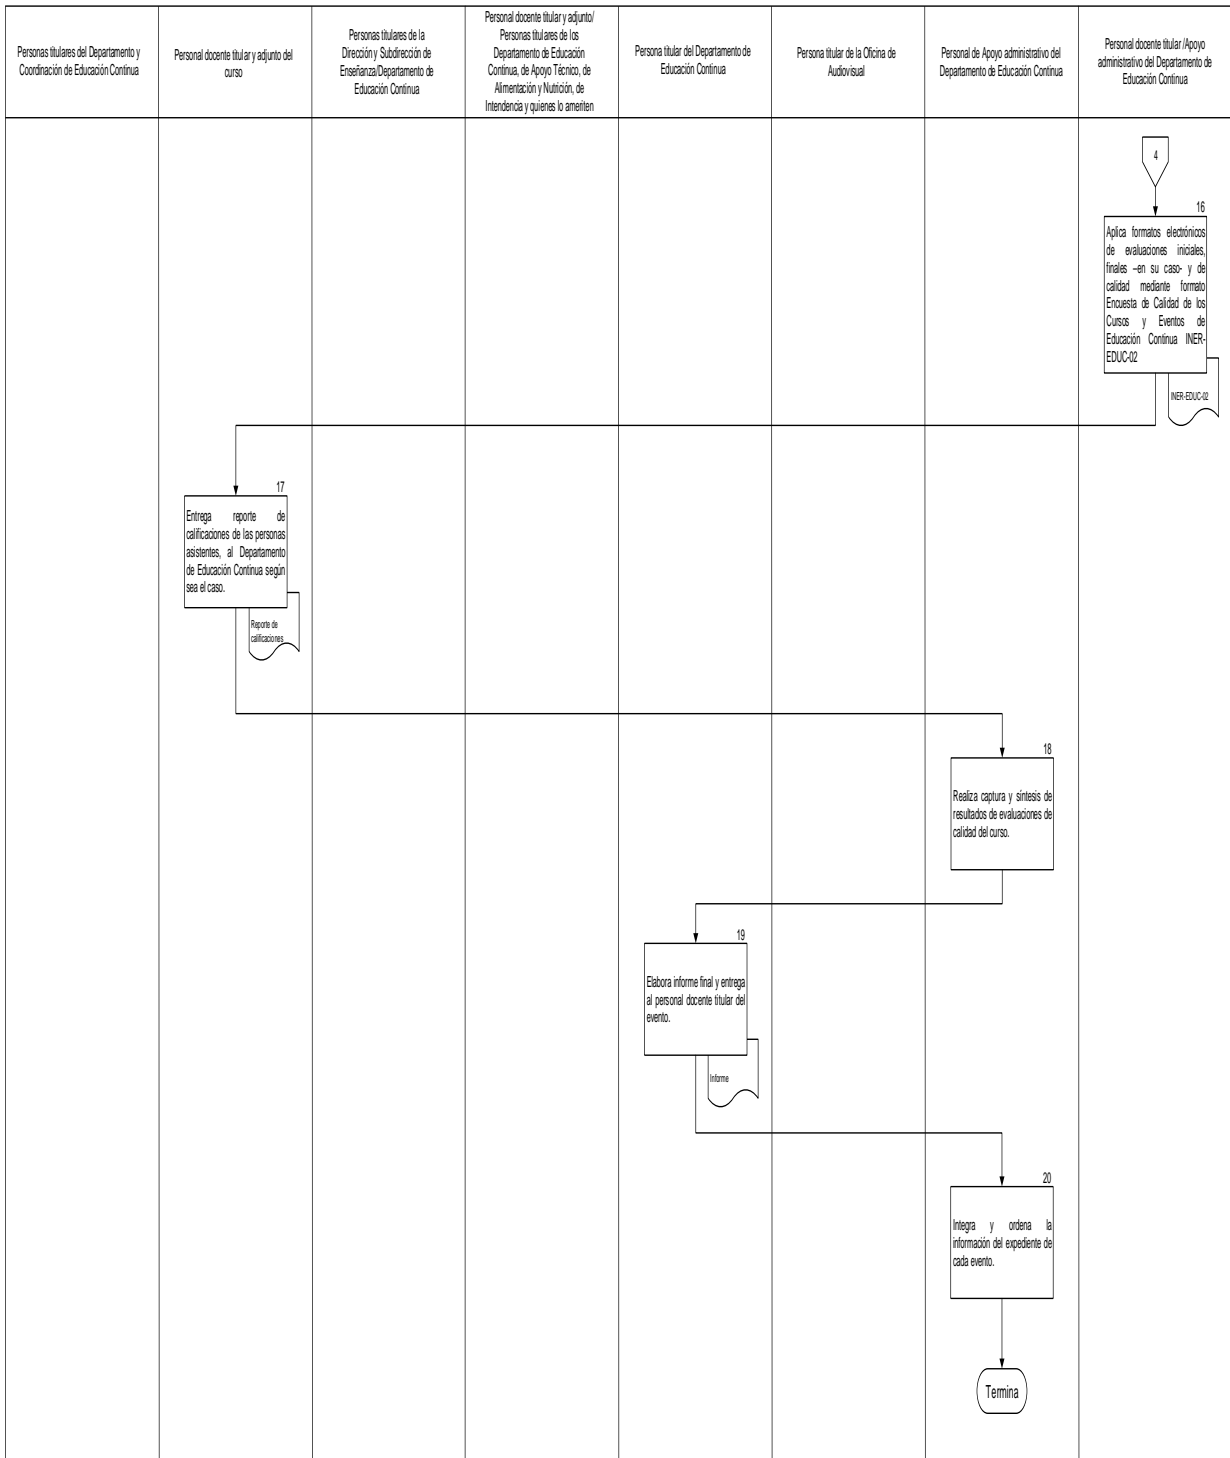 Personas titulares del Departamento y
Coordinación de Educación Continua
Personal docente titular y adjunto del
curso
Personas titulares de la
Dirección y Subdirección de
Enseñanza/Departamento de
Educación Continua
Personal docente titular y adjunto/
Personas titulares de los
Departamento de Educación
Continua, de Apoyo Técnico, de
Alimentación y Nutrición, de
Intendencia y quienes lo ameriten
Persona titular del Departamento de
Educación Continua
Persona titular de la Oficina de
Audiovisual
Personal de Apoyo administrativo del
Departamento de Educación Continua
Personal docente titular /Apoyo
administrativo del Departamento de
Educación Continua
4
16
Aplica formatos electrónicos
de evaluaciones iniciales,
finales –en su caso- y de
calidad mediante formato
Encuesta de Calidad de los
Cursos y Eventos de
Educación Continua INER-
EDUC-02
INER-EDUC-02
17
Entrega reporte de
calificaciones de las personas
asistentes, al Departamento
de Educación Continua según
sea el caso.
Reporte de
calificaciones
18
Realiza captura y síntesis de
resultados de evaluaciones de
calidad del curso.
19
Elabora informe final y entrega
al personal docente titular del
evento.
Informe
20
Integra y ordena la
información del expediente de
cada evento.
Termina